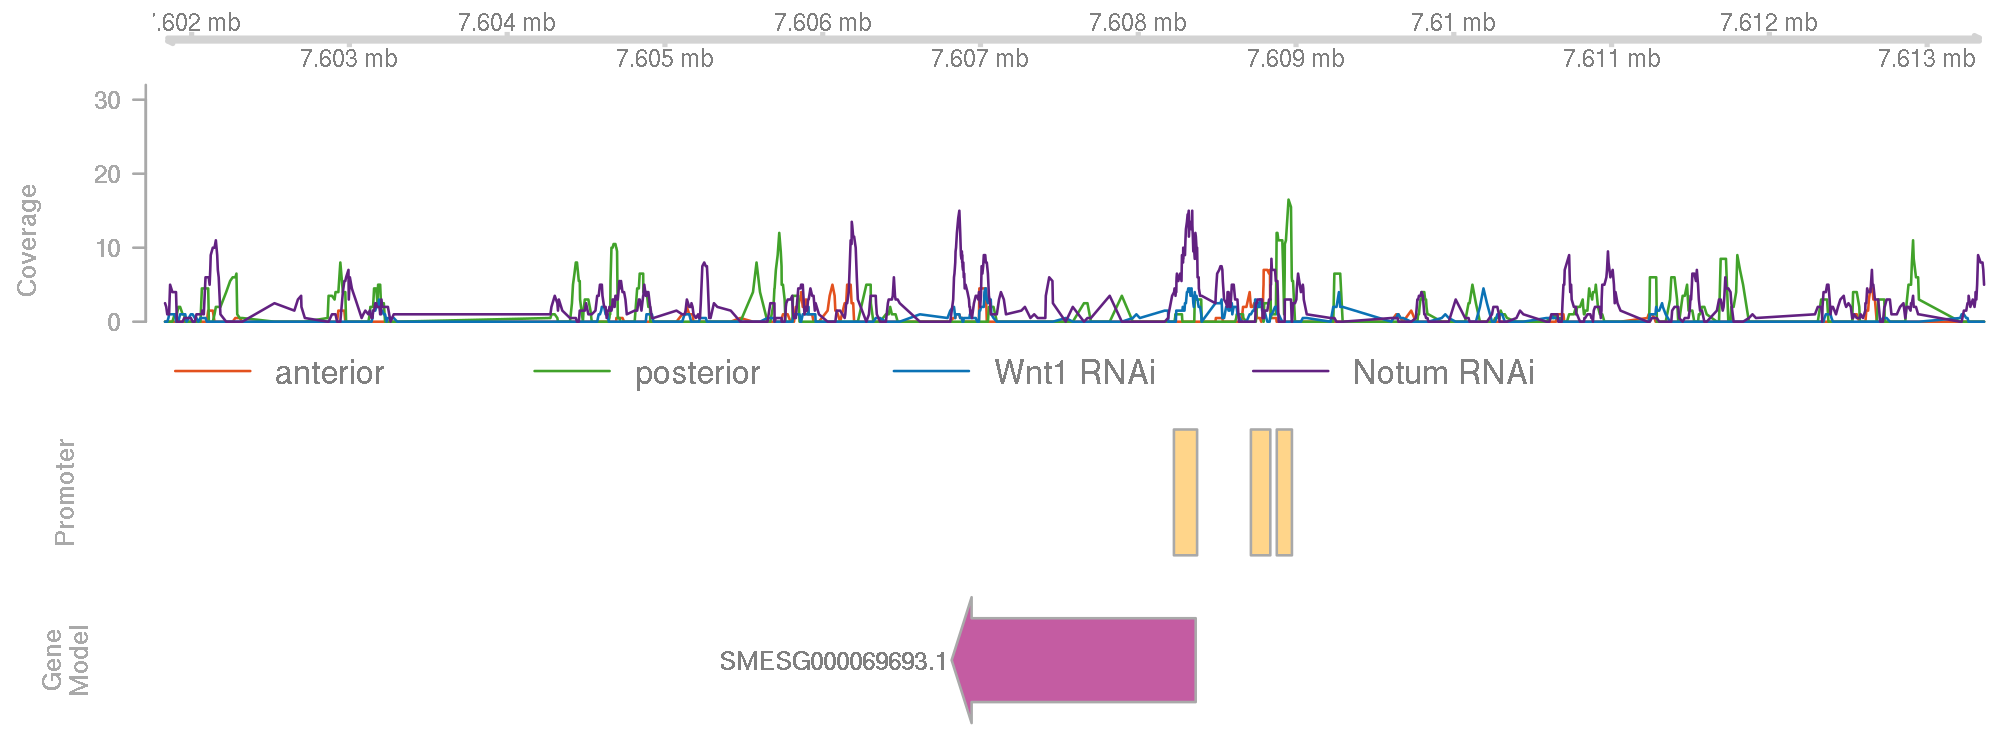 .602 mb 7.604 mb 7.606 mb 7.608 mb 7.61 mb 7.612 mb
7.603 mb 7.605 mb 7.607 mb 7.609 mb 7.611 mb 7.613 mb
Coverage
30
20
10
0
anterior posterior Wnt1 RNAi Notum RNAi
Promoter
Gene
Model
SMESG000069693.1